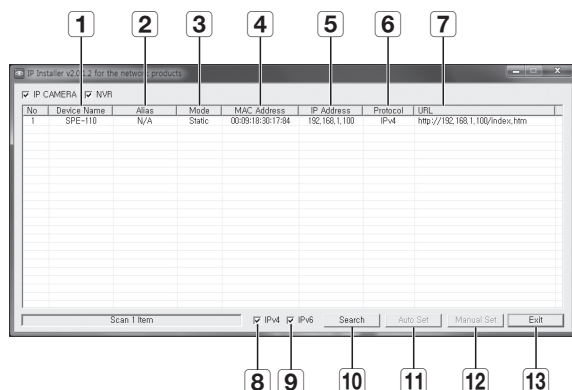 1 2 3 4 5 6 7
IP Installer v2.0.1.2 for the network products
IP CAMERA NVR
No Device Name Alias Mode MAC Address IP Address Protocol URL
1 SPE-110 N/A Static 00:09:18:30:17:84 192.168.1.100 IPv4 http://192.168.1.100/index.htm
Scan 1 Item IPv4 IPv6 Search Auto Set Manual Set Exit
8 9 10 11 12 13